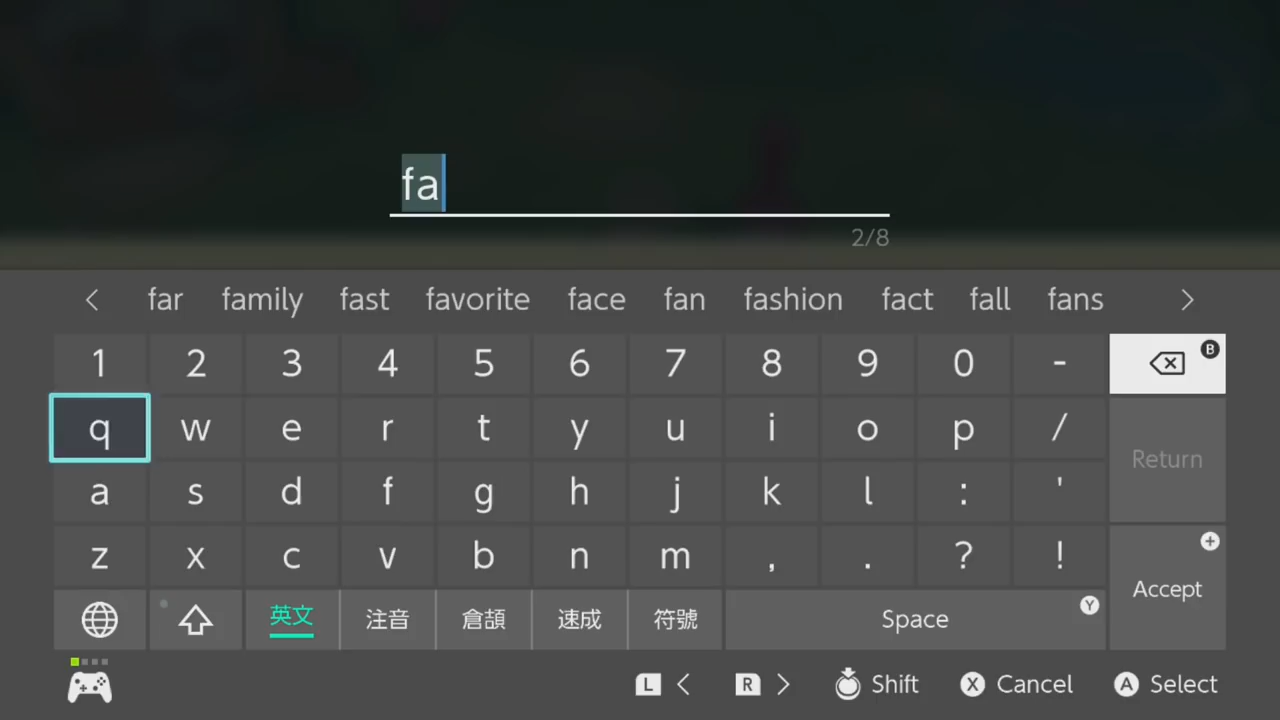 fa
2/8
far family fast favorite face fan fashion fact fall fans
1 2 3 4 5 6 7 8 9 0 - B
q w e r t y u i o p /
Return
a s d f g h j k l : '
z x c v b n m , . ? ! +
Accept
英文 注音 倉頡 速成 符號 Space Y
L R Shift X Cancel A Select